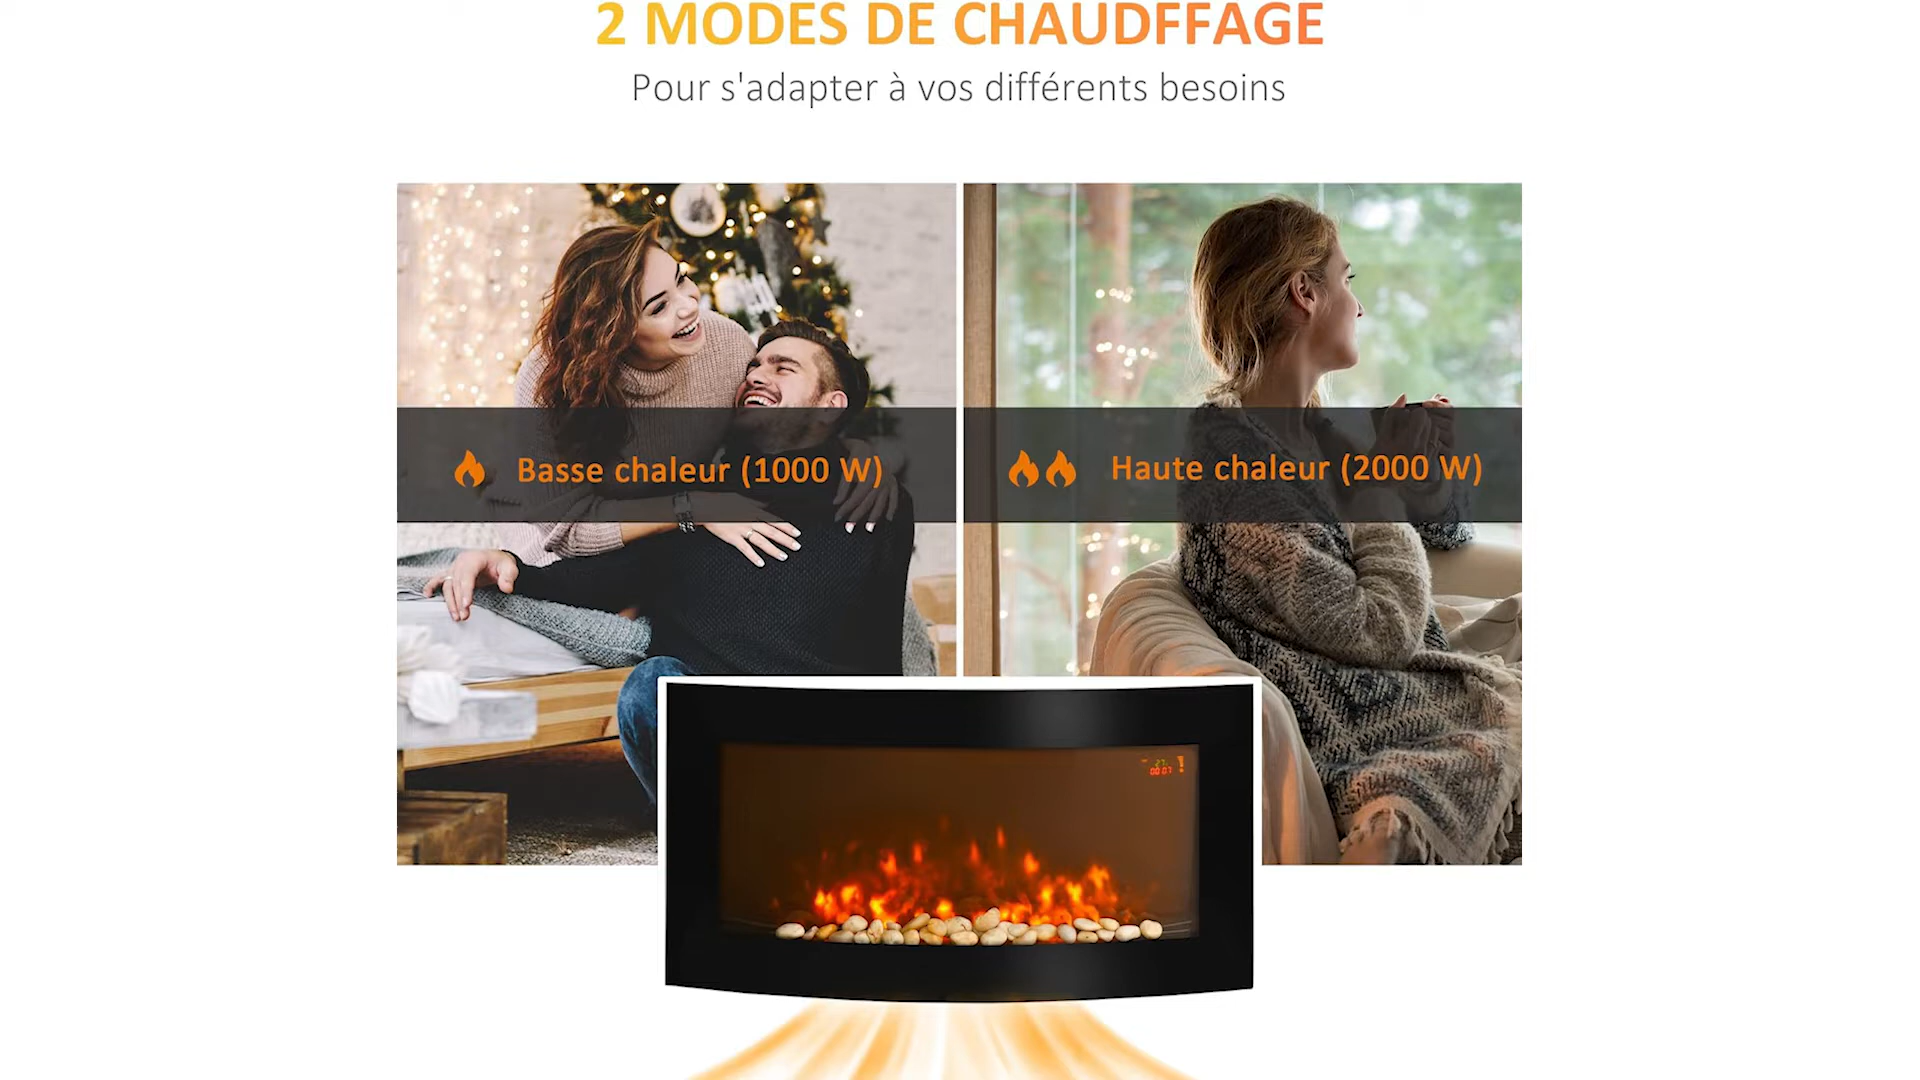 2 MODES DE CHAUDFFAGE
Pour s'adapter à vos différents besoins
Basse chaleur (1000 W)
Haute chaleur (2000 W)